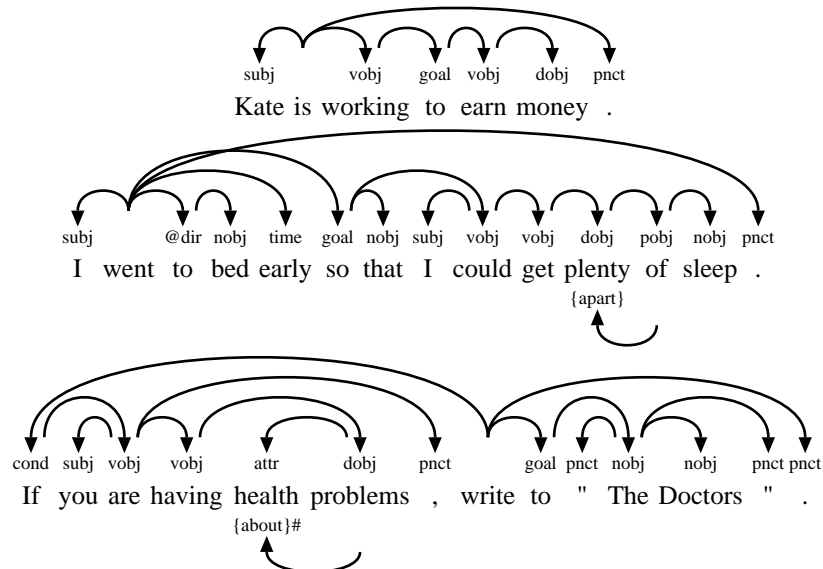 subj vobj goal vobj dobj pnct
Kate is working to earn money .
subj @dir nobj time goal nobj subj vobj vobj dobj pobj nobj pnct
I went to bed early so that I could get plenty of sleep .
{apart}
cond subj vobj vobj attr dobj pnct goal pnct nobj nobj pnct pnct
If you are having health problems , write to " The Doctors " .
{about}#